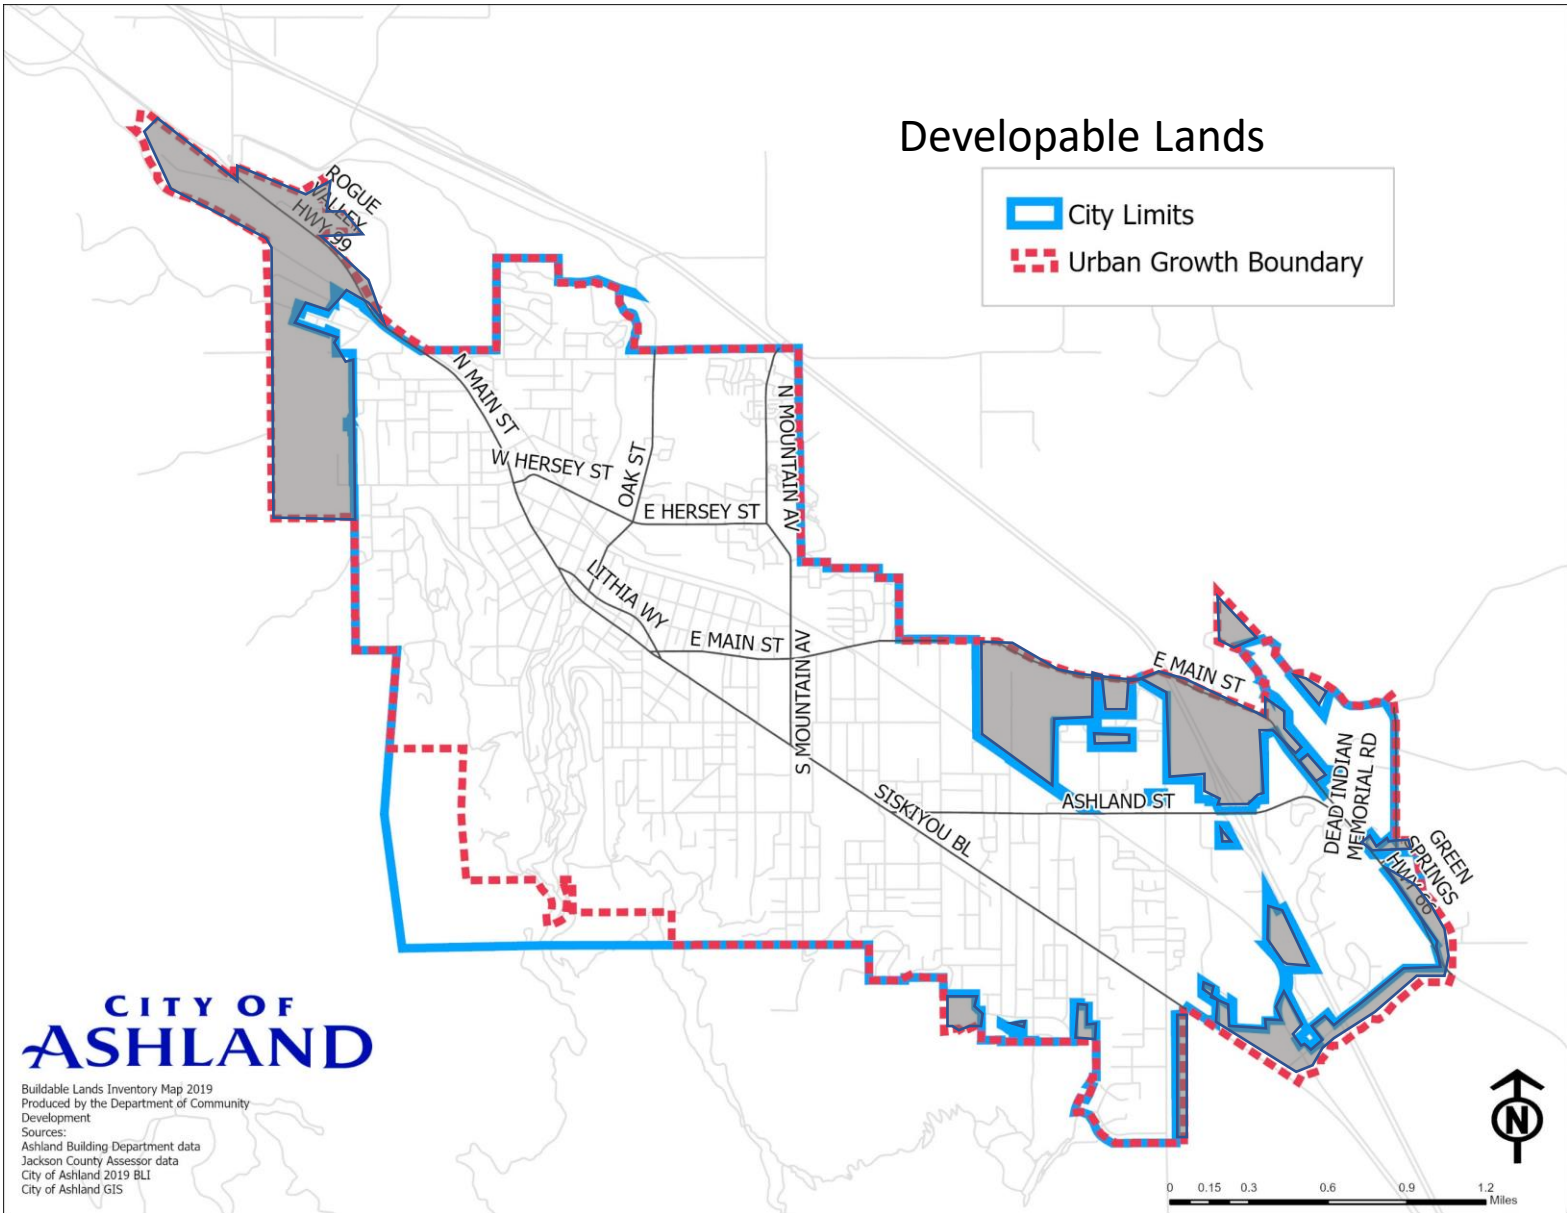 Developable Lands
City Limits
Urban Growth Boundary
ROGUE
VALLEY
HWY 99
N MAIN ST
W HERSEY ST
OAK ST
N MOUNTAIN AV
E HERSEY ST
LITHIA WY
E MAIN ST
S MOUNTAIN AV
E MAIN ST
SISKIYOU BL
ASHLAND ST
DEAD INDIAN
MEMORIAL RD
GREEN
SPRINGS
HWY 66
CITY OF
ASHLAND
Buildable Lands Inventory Map 2019
Produced by the Department of Community
Development
Sources:
Ashland Building Department data
Jackson County Assessor data
City of Ashland 2019 BLI
City of Ashland GIS
N
0 0.15 0.3 0.6 0.9 1.2
Miles